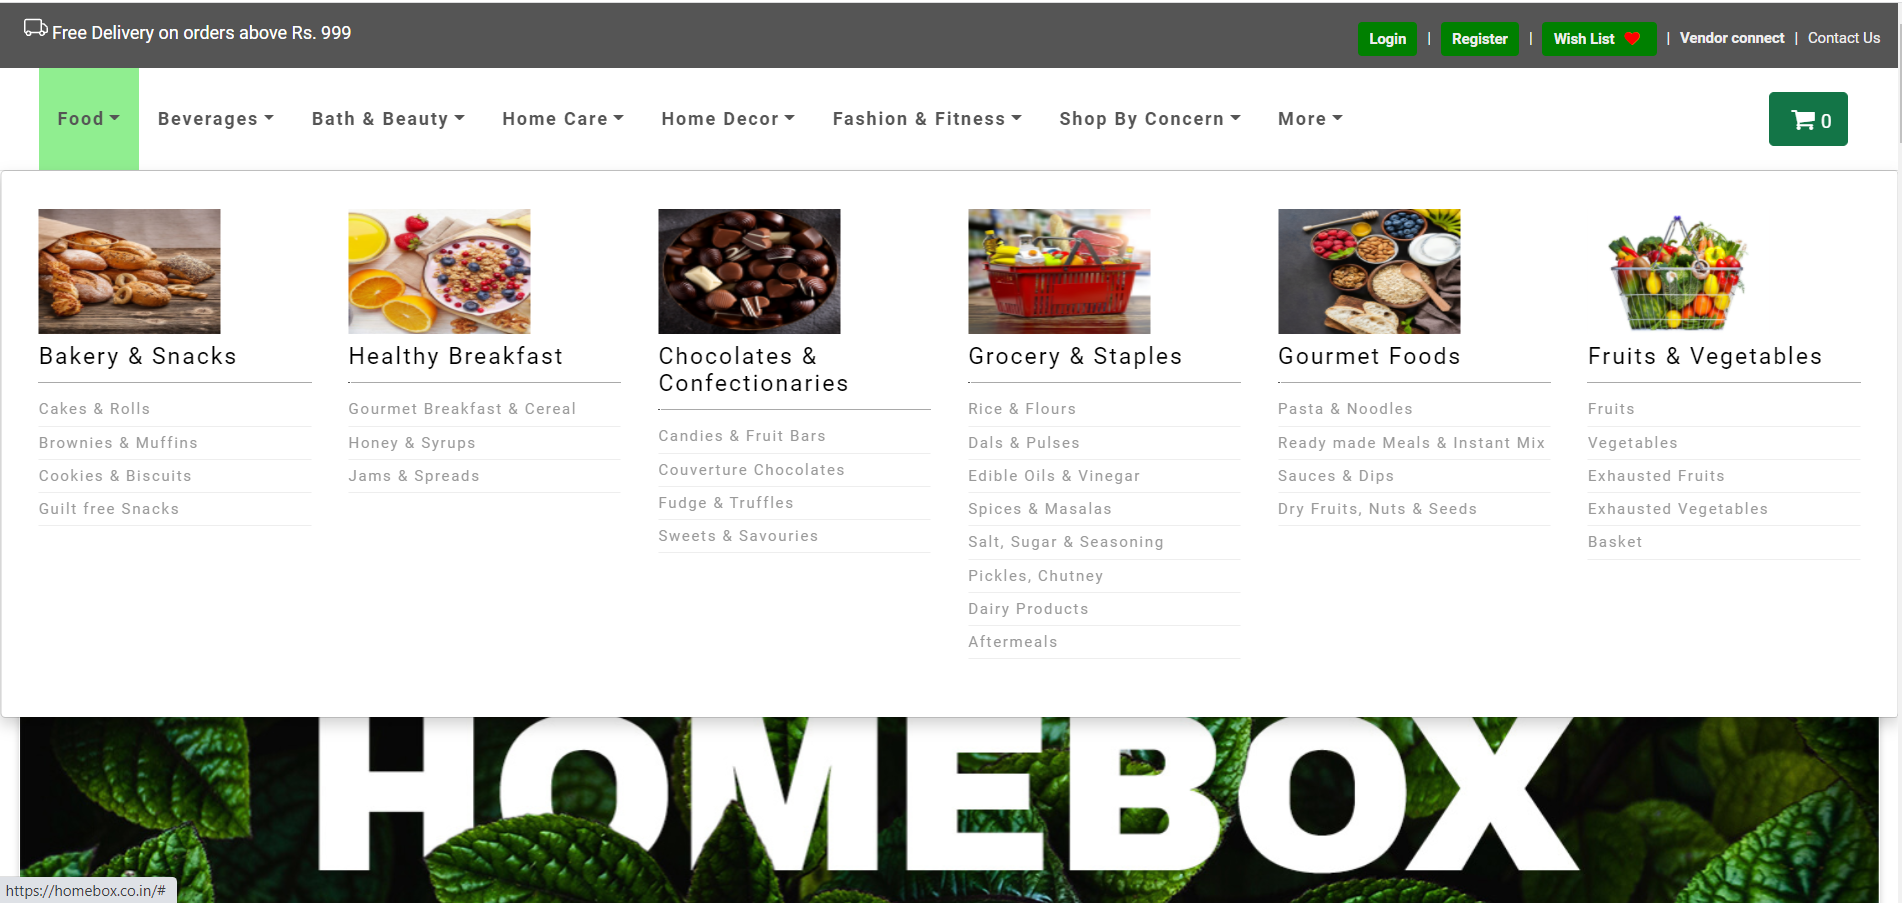 Free Delivery on orders above Rs. 999
Login | Register | Wish List | Vendor connect | Contact Us
Food Beverages Bath & Beauty Home Care Home Decor Fashion & Fitness Shop By Concern More 0
Bakery & Snacks
Cakes & Rolls
Brownies & Muffins
Cookies & Biscuits
Guilt free Snacks
Healthy Breakfast
Gourmet Breakfast & Cereal
Honey & Syrups
Jams & Spreads
Chocolates &
Confectionaries
Candies & Fruit Bars
Couverture Chocolates
Fudge & Truffles
Sweets & Savouries
Grocery & Staples
Rice & Flours
Dals & Pulses
Edible Oils & Vinegar
Spices & Masalas
Salt, Sugar & Seasoning
Pickles, Chutney
Dairy Products
Aftermeals
Gourmet Foods
Pasta & Noodles
Ready made Meals & Instant Mix
Sauces & Dips
Dry Fruits, Nuts & Seeds
Fruits & Vegetables
Fruits
Vegetables
Exhausted Fruits
Exhausted Vegetables
Basket
HOMEBOX
https://homebox.co.in/#